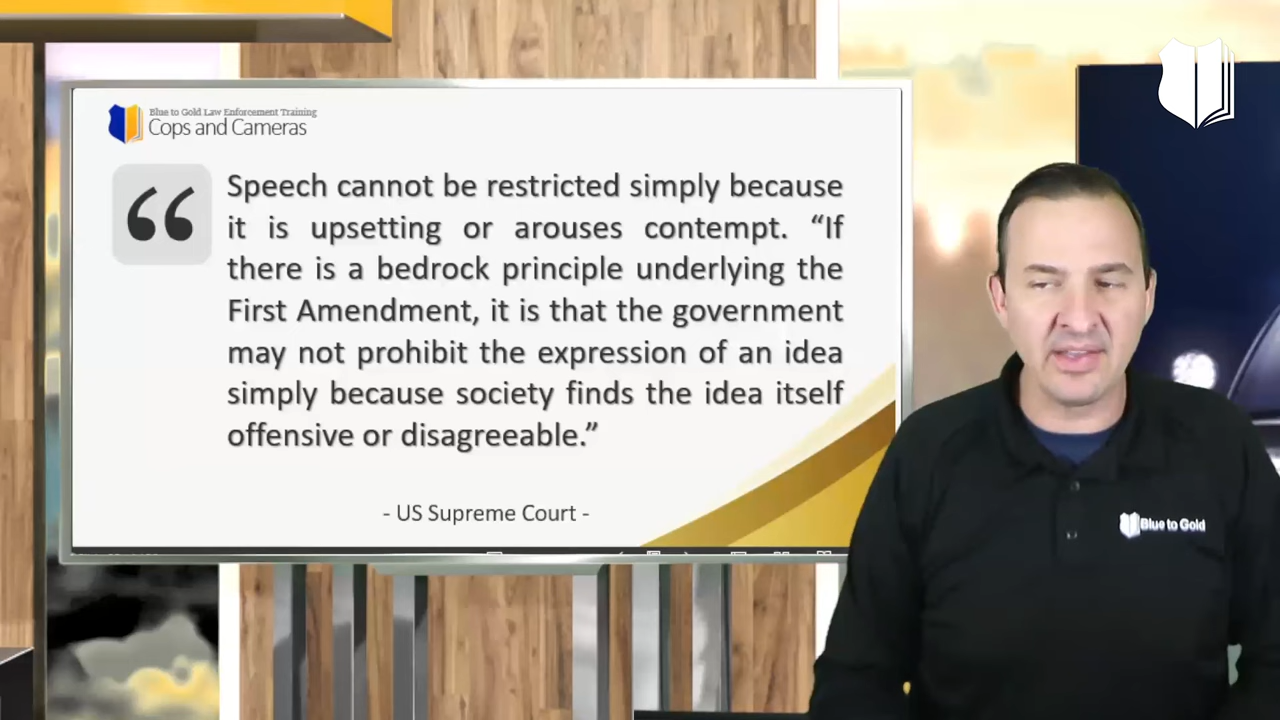 Blue to Gold Law Enforcement Training
Cops and Cameras
“
Speech cannot be restricted simply because
it is upsetting or arouses contempt. “If
there is a bedrock principle underlying the
First Amendment, it is that the government
may not prohibit the expression of an idea
simply because society finds the idea itself
offensive or disagreeable.”
- US Supreme Court -
Blue to Gold